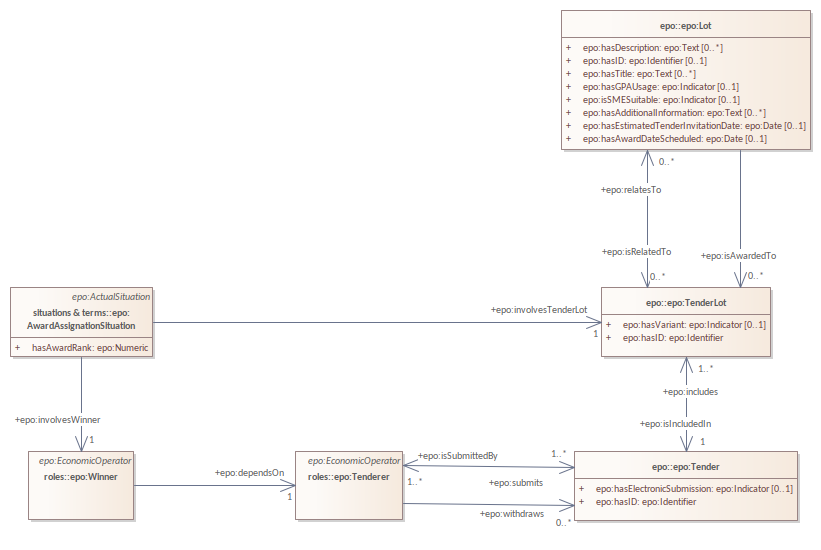 epo::epo:Lot
+ epo:hasDescription: epo:Text [0..*]
+ epo:hasID: epo:Identifier [0..1]
+ epo:hasTitle: epo:Text [0..*]
+ epo:hasGPAUsage: epo:Indicator [0..1]
+ epo:isSMESuitable: epo:Indicator [0..1]
+ epo:hasAdditionalInformation: epo:Text [0..*]
+ epo:hasEstimatedTenderInvitationDate: epo:Date [0..1]
+ epo:hasAwardDateScheduled: epo:Date [0..1]
0..*
+epo:relatesTo
+epo:isRelatedTo
+epo:isAwardedTo
0..*
0..*
epo:ActualSituation
situations & terms::epo:
AwardAssignationSituation
+ hasAwardRank: epo:Numeric
+epo:involvesTenderLot
1
epo::epo:TenderLot
+ epo:hasVariant: epo:Indicator [0..1]
+ epo:hasID: epo:Identifier
1..*
+epo:includes
+epo:isIncludedIn
1
+epo:involvesWinner
1
epo:EconomicOperator
roles::epo:Winner
+epo:dependsOn
1
epo:EconomicOperator
roles::epo:Tenderer
+epo:isSubmittedBy
1..*
1..*
+epo:submits
+epo:withdraws
0..*
epo::epo:Tender
+ epo:hasElectronicSubmission: epo:Indicator [0..1]
+ epo:hasID: epo:Identifier